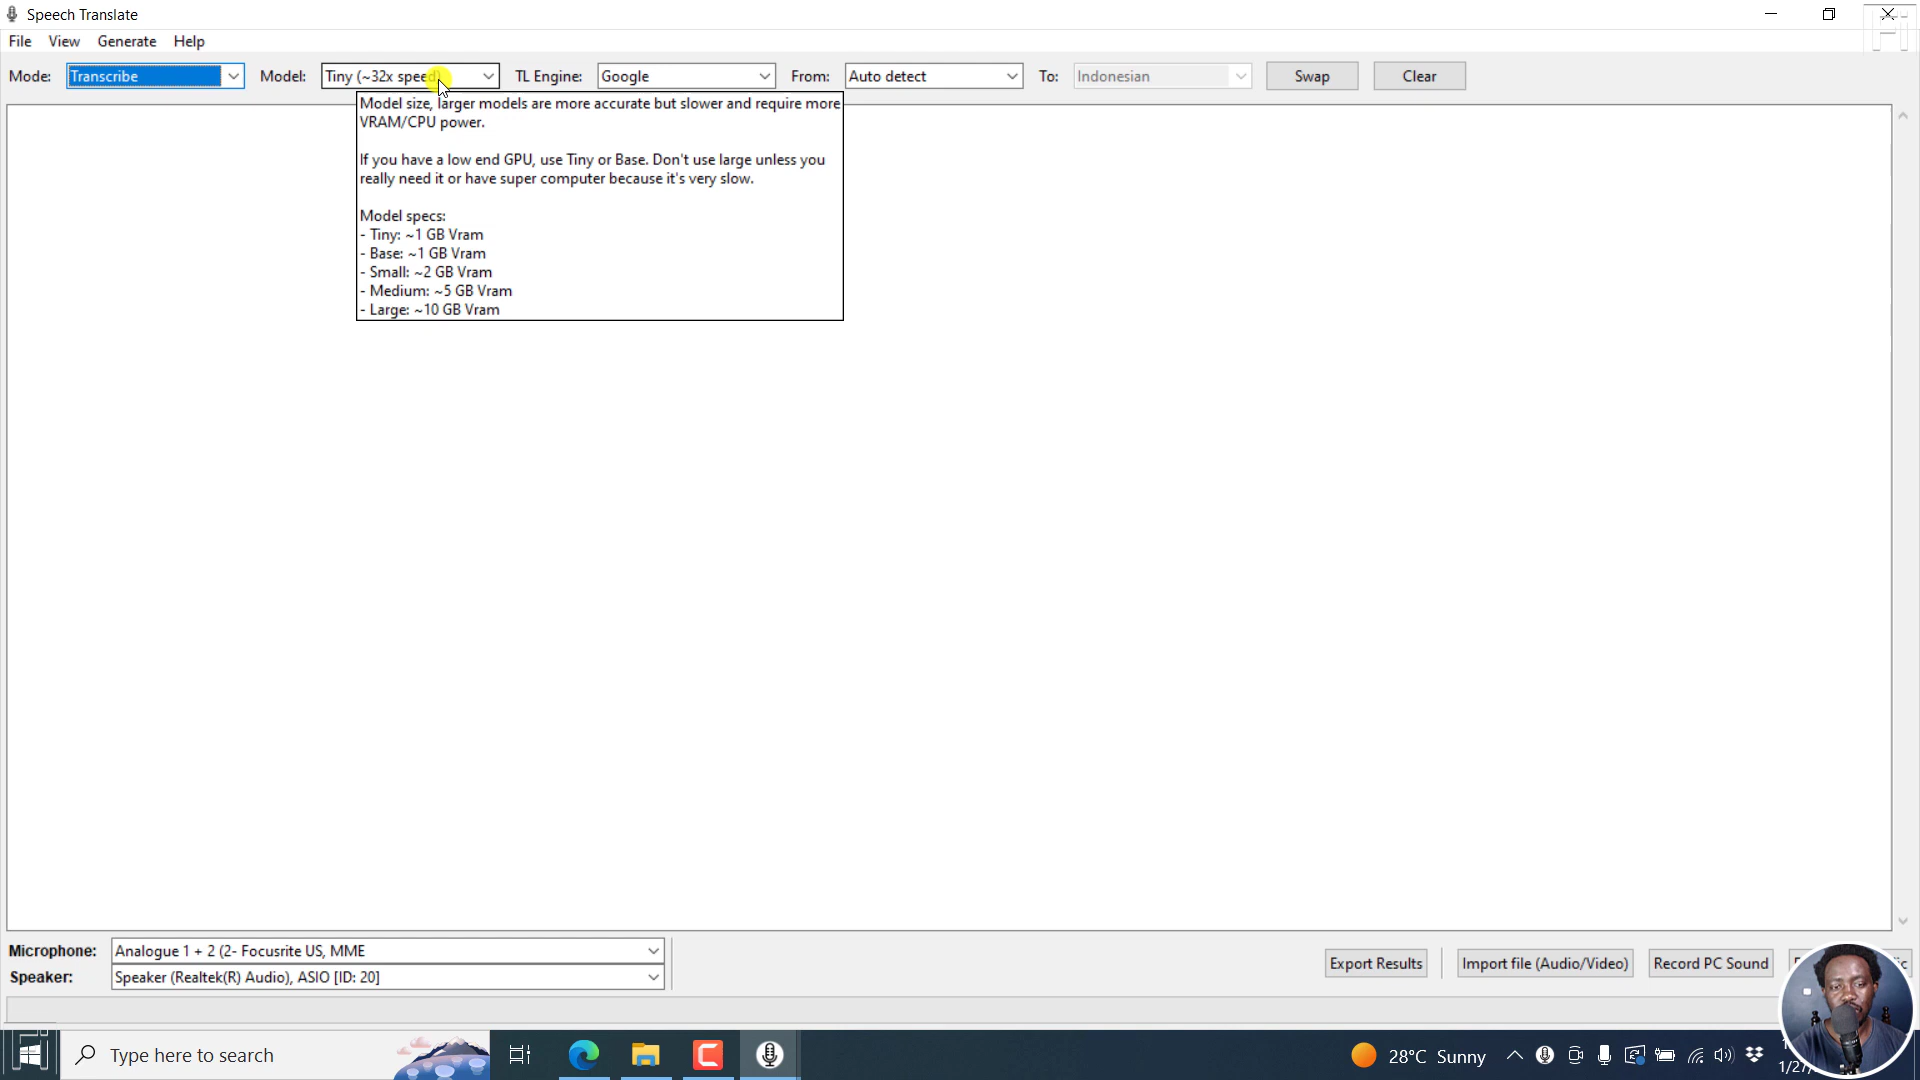 Speech Translate
File View Generate Help
Mode: Transcribe Model: Tiny (~32x speed) TL Engine: Google From: Auto detect To: Indonesian Swap Clear
Model size, larger models are more accurate but slower and require more
VRAM/CPU power.
If you have a low end GPU, use Tiny or Base. Don't use large unless you
really need it or have super computer because it's very slow.
Model specs:
- Tiny: ~1 GB Vram
- Base: ~1 GB Vram
- Small: ~2 GB Vram
- Medium: ~5 GB Vram
- Large: ~10 GB Vram
Microphone: Analogue 1 + 2 (2- Focusrite US, MME
Speaker: Speaker (Realtek(R) Audio), ASIO [ID: 20]
Export Results Import file (Audio/Video) Record PC Sound
Type here to search
28°C Sunny
1/27/